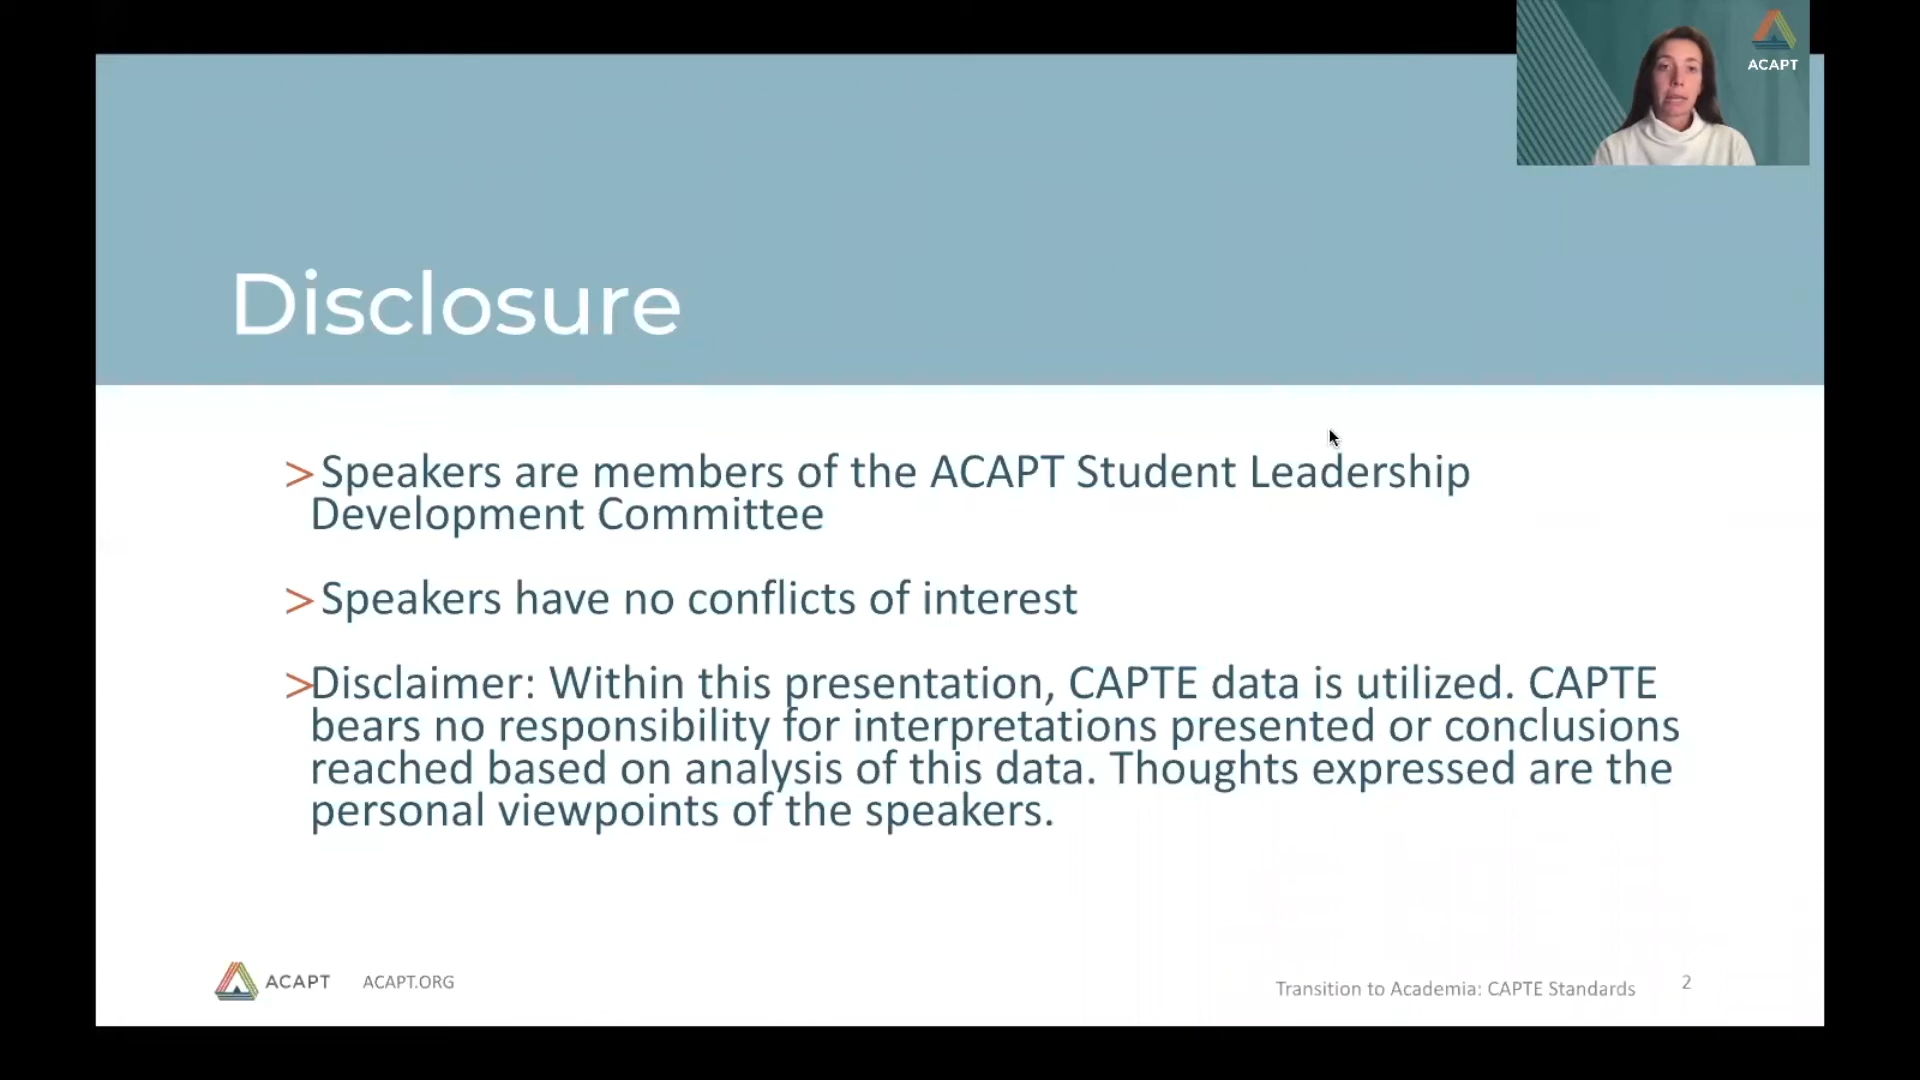 ACAPT
Disclosure
> Speakers are members of the ACAPT Student Leadership
Development Committee
> Speakers have no conflicts of interest
>Disclaimer: Within this presentation, CAPTE data is utilized. CAPTE
bears no responsibility for interpretations presented or conclusions
reached based on analysis of this data. Thoughts expressed are the
personal viewpoints of the speakers.
ACAPT ACAPT.ORG
Transition to Academia: CAPTE Standards 2